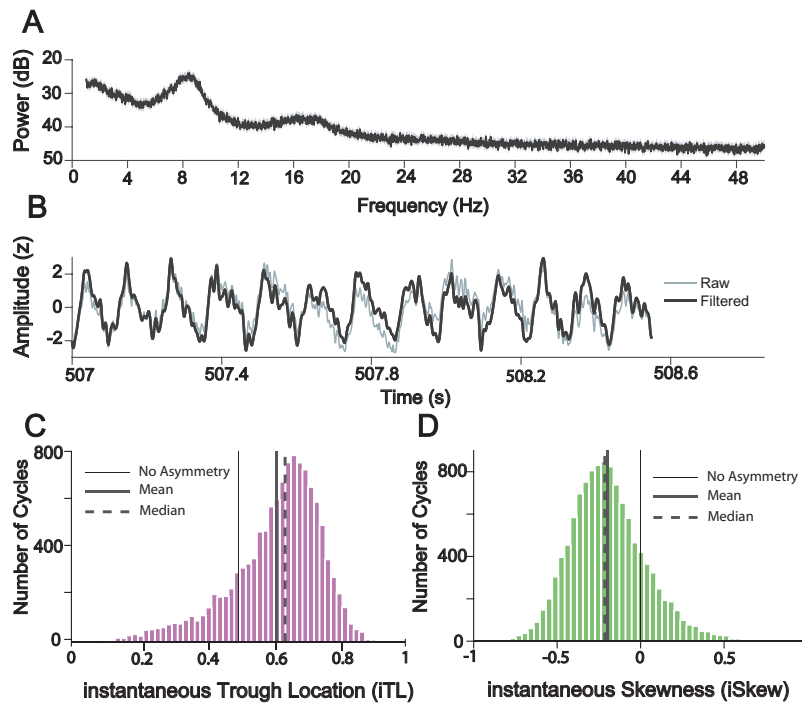 A
Power (dB)
20
30
40
50
0 4 8 12 16 20 24 28 32 36 40 44 48
Frequency (Hz)
B
Amplitude (z)
2
0
-2
Raw
Filtered
507 507.4 507.8 508.2 508.6
Time (s)
C
Number of Cycles
800
400
0
No Asymmetry
Mean
Median
0 0.2 0.4 0.6 0.8 1
instantaneous Trough Location (iTL)
D
Number of Cycles
800
400
0
No Asymmetry
Mean
Median
-1 -0.5 0 0.5
instantaneous Skewness (iSkew)